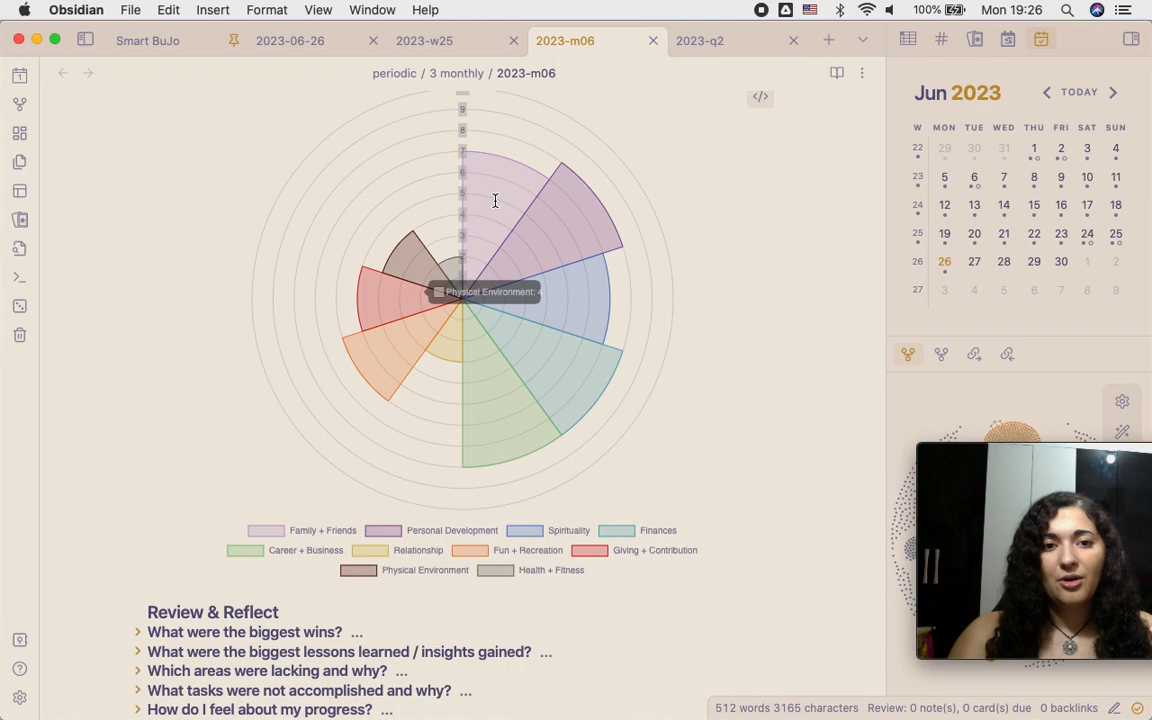 Obsidian File Edit Insert Format View Window Help 100% Mon 19:26
Smart BuJo 2023-06-26 2023-w25 2023-m06 2023-q2
periodic / 3 monthly / 2023-m06
</>
9
8
7
6
5
4
3
2
Physical Environment: 4
Family + Friends Personal Development Spirituality Finances
Career + Business Relationship Fun + Recreation Giving + Contribution
Physical Environment Health + Fitness
Review & Reflect
What were the biggest wins? ...
What were the biggest lessons learned / insights gained? ...
Which areas were lacking and why? ...
What tasks were not accomplished and why? ...
How do I feel about my progress? ...
Jun 2023 TODAY
W MON TUE WED THU FRI SAT SUN
22 29 30 31 1 2 3 4
23 5 6 7 8 9 10 11
24 12 13 14 15 16 17 18
25 19 20 21 22 23 24 25
26 26 27 28 29 30 1 2
27 3 4 5 6 7 8 9
512 words 3165 characters Review: 0 note(s), 0 card(s) due 0 backlinks